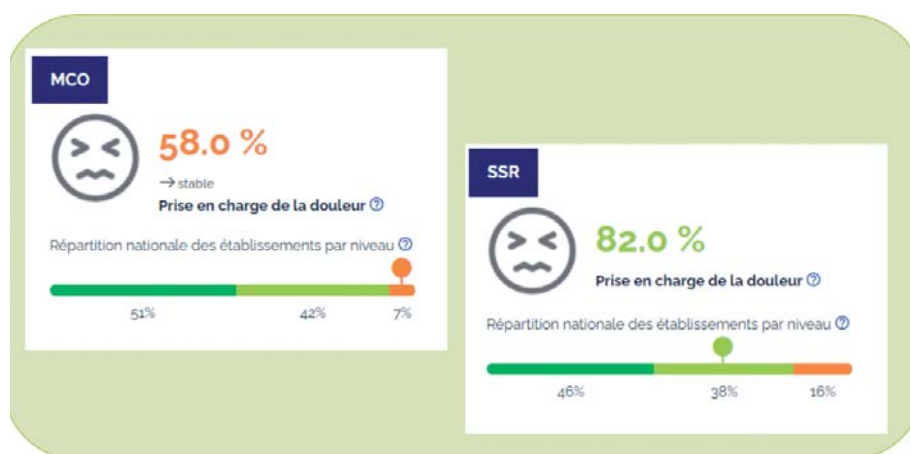 MCO
58.0 %
→ stable
Prise en charge de la douleur ?
Répartition nationale des établissements par niveau ?
51% 42% 7%
SSR
82.0 %
Prise en charge de la douleur ?
Répartition nationale des établissements par niveau ?
46% 38% 16%